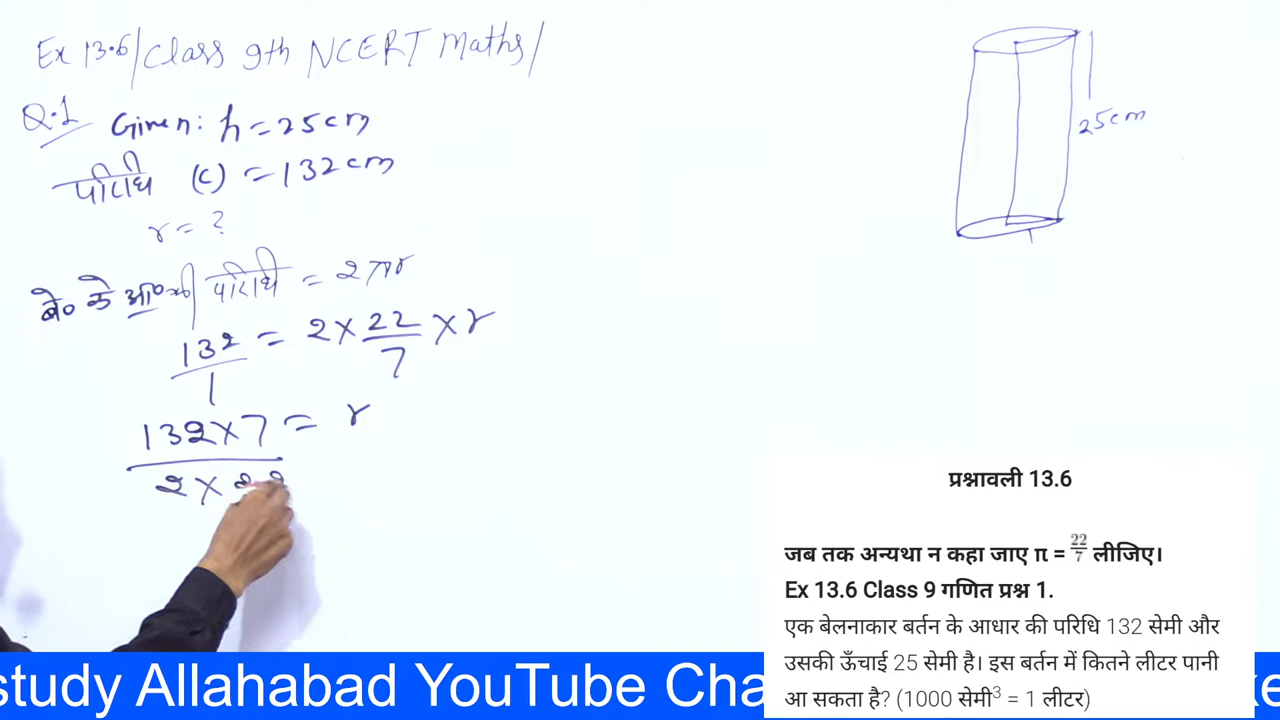 Ex 13.6/Class 9th NCERT Maths/
Q.1 Given: h = 25cm
परिधि (c) = 132cm
r = ?
बे० के आ० की परिधि = 2πr
132/1 = 2 × 22/7 × r
132×7/2×22 = r
25cm
प्रश्नावली 13.6
जब तक अन्यथा न कहा जाए π = 22/7 लीजिए।
Ex 13.6 Class 9 गणित प्रश्न 1.
एक बेलनाकार बर्तन के आधार की परिधि 132 सेमी और
उसकी ऊँचाई 25 सेमी है। इस बर्तन में कितने लीटर पानी
आ सकता है? (1000 सेमी³ = 1 लीटर)
study Allahabad YouTube Cha